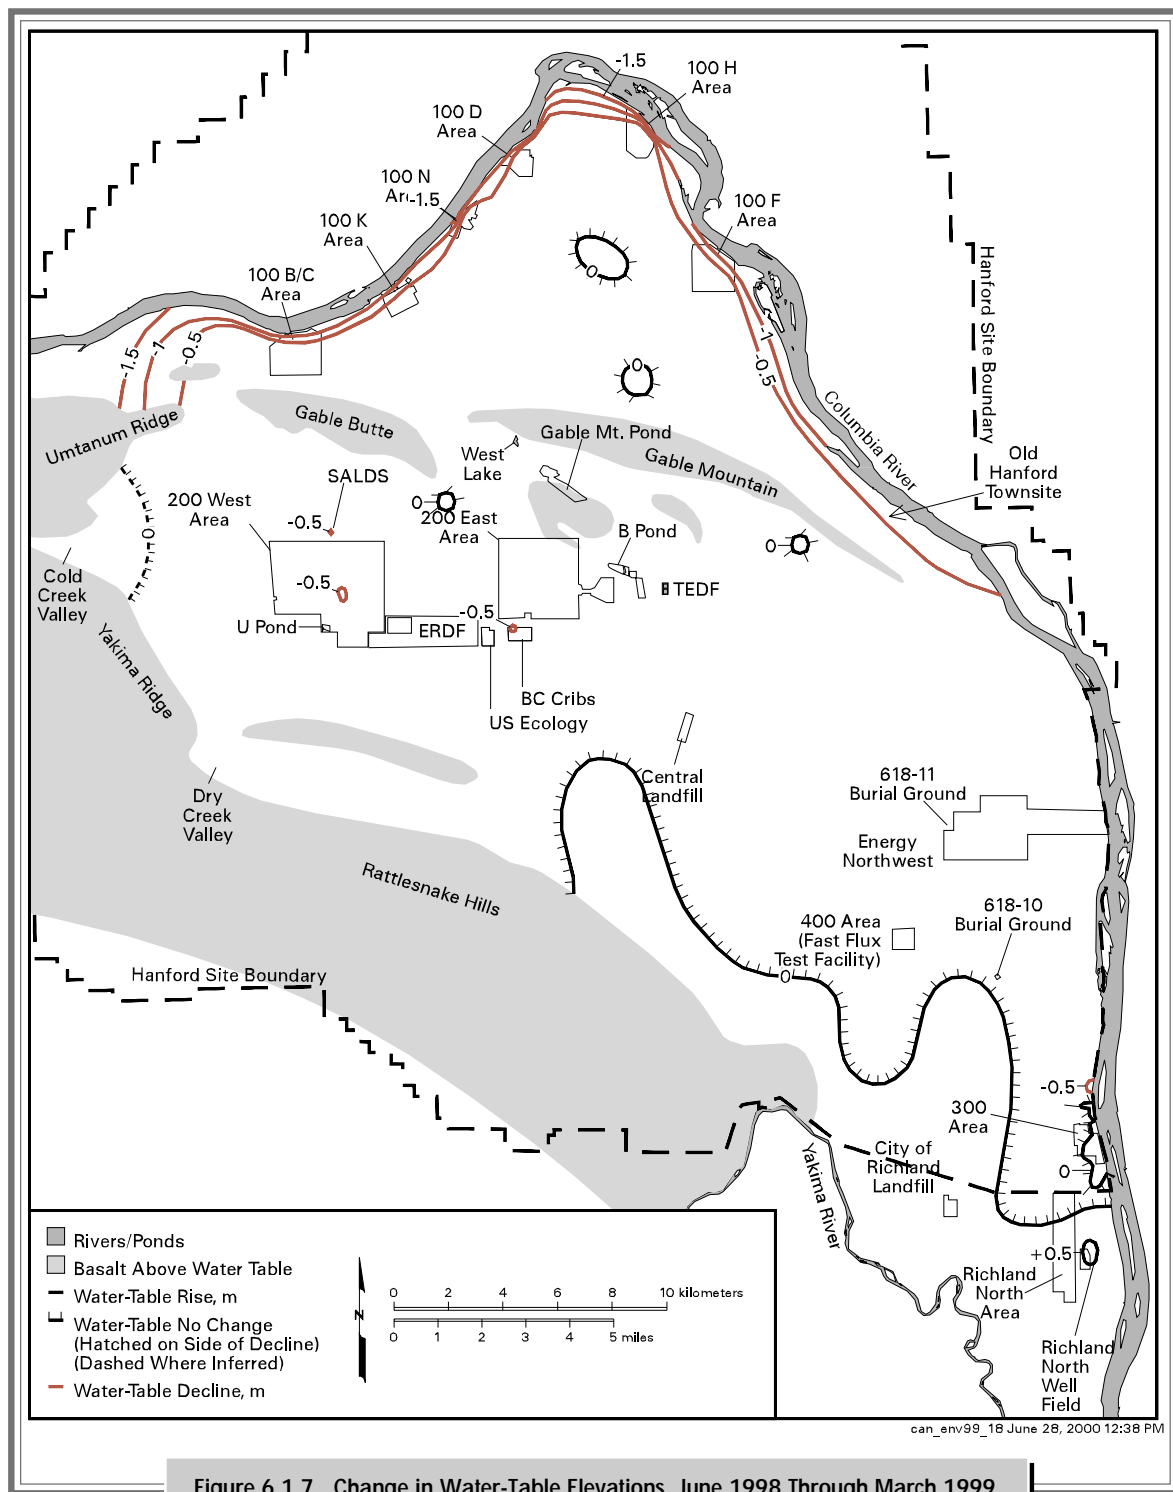 -1.5
100 H
Area
100 D
Area
100 N
Ar
-1.5
100 K
Area
100 F
Area
100 B/C
Area
0
Hanford Site Boundary
-1.5
-1
-0.5
0
-1
-0.5
Columbia River
Umtanum Ridge
Gable Butte
Gable Mt. Pond
West
Lake
Gable Mountain
Old
Hanford
Townsite
SALDS
200 West
Area
-0.5
0
200 East
Area
B Pond
0
0
Cold
Creek
Valley
-0.5
TEDF
-0.5
U Pond
ERDF
Yakima Ridge
BC Cribs
US Ecology
Central
Landfill
618-11
Burial Ground
Dry
Creek
Valley
Energy
Northwest
Rattlesnake Hills
618-10
Burial Ground
400 Area
(Fast Flux
Test Facility)
0
Hanford Site Boundary
-0.5
300
Area
City of
Richland
Landfill
0
Yakima River
+0.5
Richland
North
Area
Richland
North
Well
Field
Rivers/Ponds
Basalt Above Water Table
Water-Table Rise, m
Water-Table No Change
(Hatched on Side of Decline)
(Dashed Where Inferred)
Water-Table Decline, m
N
0 2 4 6 8 10 kilometers
0 1 2 3 4 5 miles
can_env99_18 June 28, 2000 12:38 PM
Figure 6.1.7. Change in Water-Table Elevations, June 1998 Through March 1999